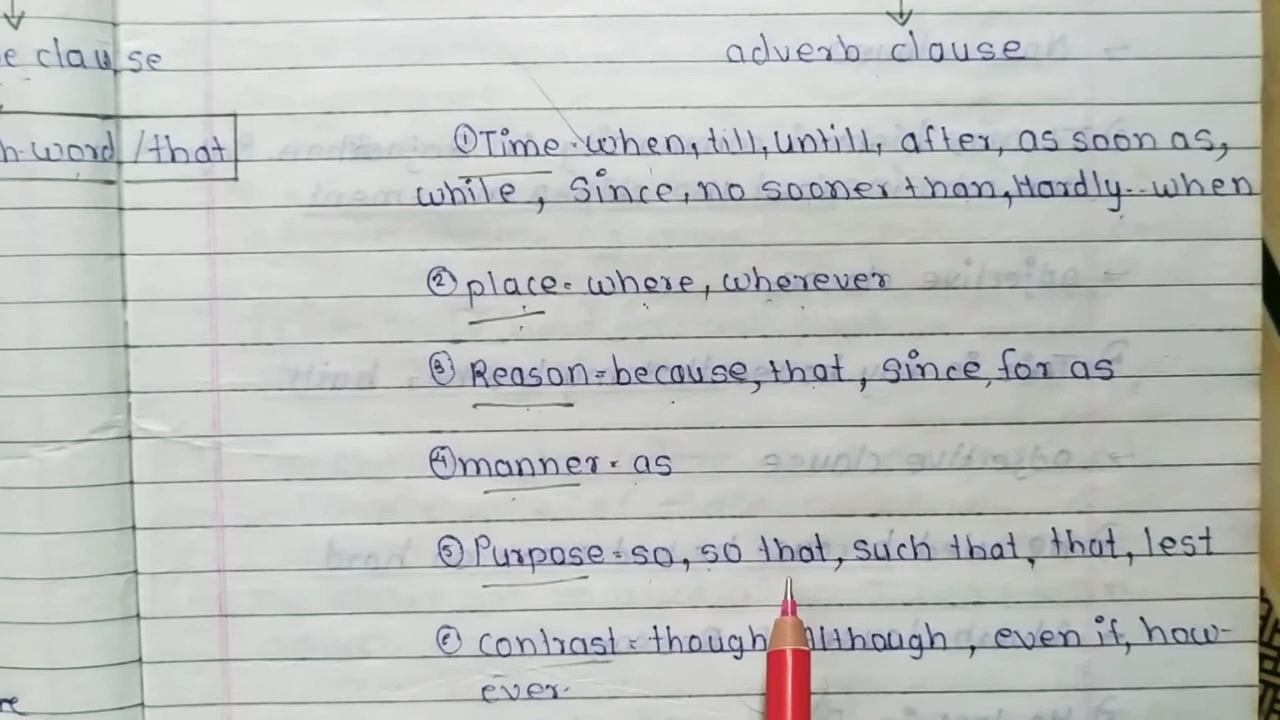 e clause
adverb clause
h-word / that
① Time = when, till, untill, after, as soon as,
while, Since, no sooner than, Hardly--when
② place = where, wherever
③ Reason = because, that, since, for as
④ manner = as
⑤ Purpose = so, so that, such that, that, lest
⑥ contrast = though, although, even if, how-
ever.
re